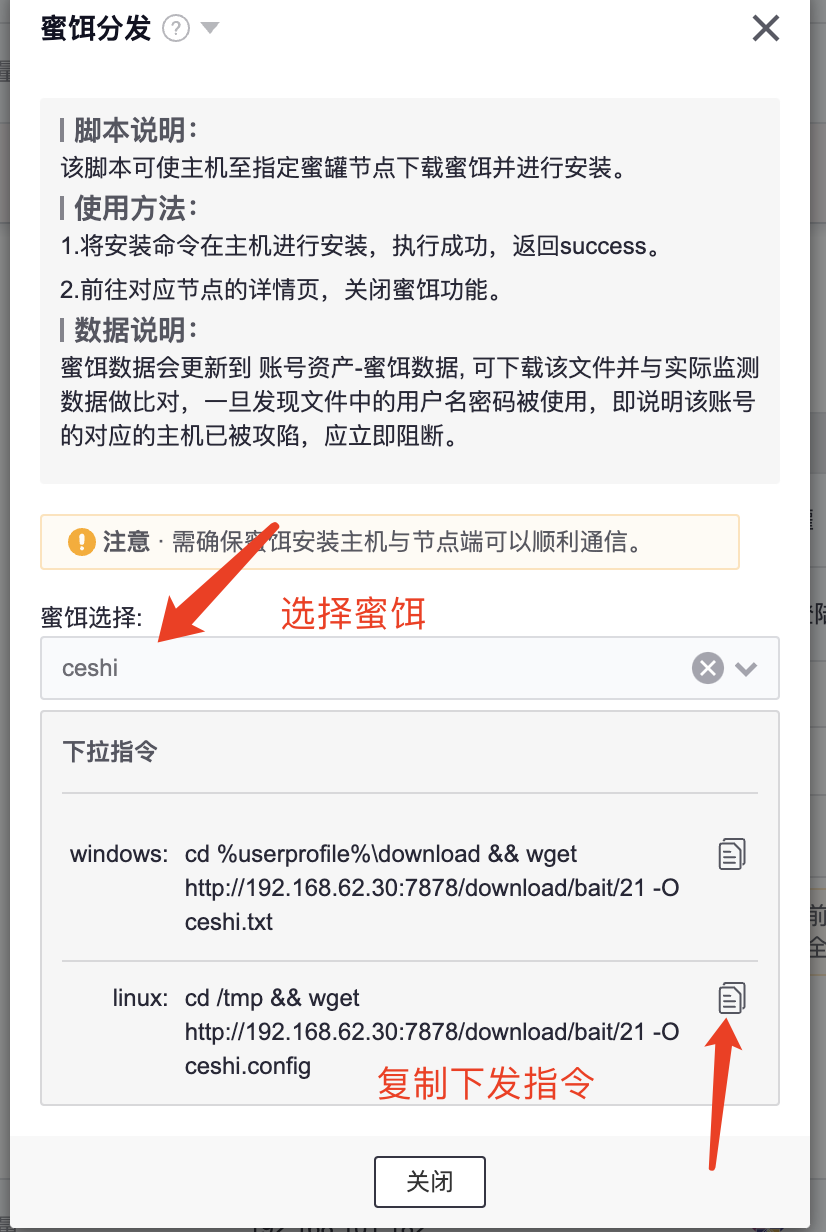 蜜饵分发
脚本说明：
该脚本可使主机至指定蜜罐节点下载蜜饵并进行安装。
使用方法：
1.将安装命令在主机进行安装，执行成功，返回success。
2.前往对应节点的详情页，关闭蜜饵功能。
数据说明：
蜜饵数据会更新到 账号资产-蜜饵数据, 可下载该文件并与实际监测
数据做比对，一旦发现文件中的用户名密码被使用，即说明该账号
的对应的主机已被攻陷，应立即阻断。
注意 · 需确保蜜饵安装主机与节点端可以顺利通信。
蜜饵选择:
选择蜜饵
ceshi
下拉指令
windows: cd %userprofile%\download && wget
http://192.168.62.30:7878/download/bait/21 -O
ceshi.txt
linux: cd /tmp && wget
http://192.168.62.30:7878/download/bait/21 -O
ceshi.config
复制下发指令
关闭